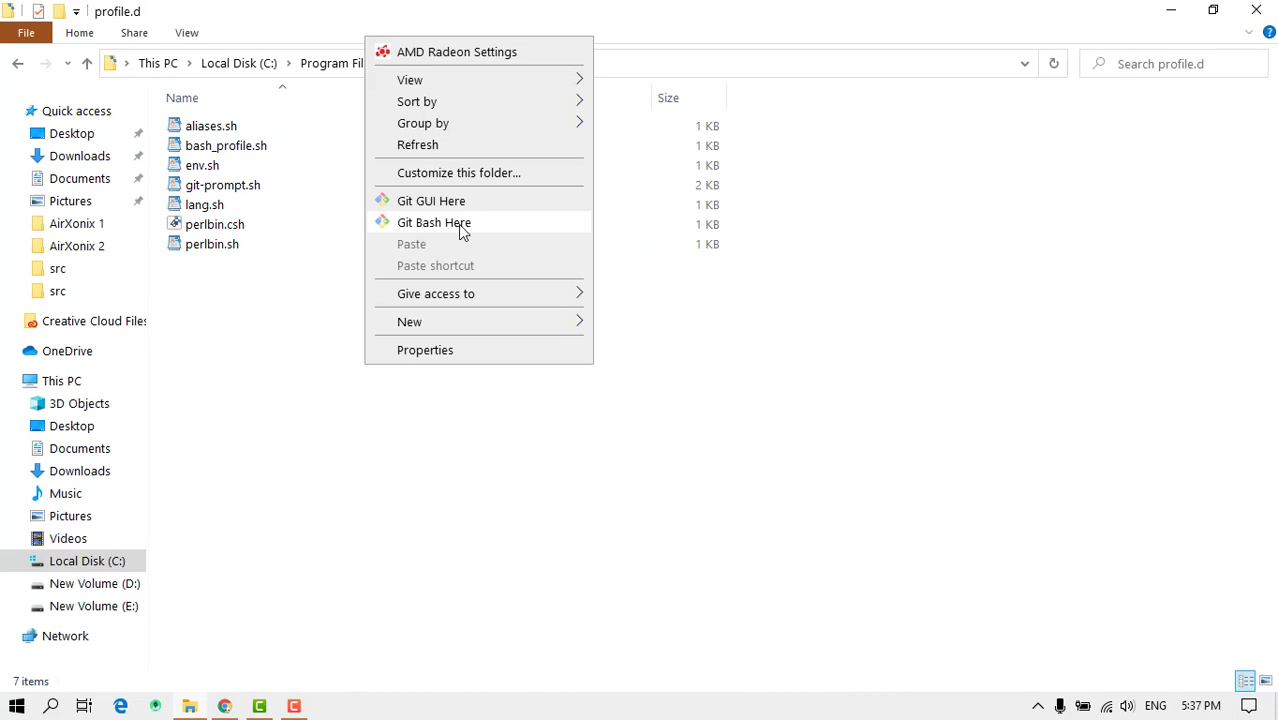 profile.d
File Home Share View
This PC Local Disk (C:) Program Fil
Search profile.d
Name Size
Quick access
Desktop
Downloads
Documents
Pictures
AirXonix 1
AirXonix 2
src
src
Creative Cloud Files
OneDrive
This PC
3D Objects
Desktop
Documents
Downloads
Music
Pictures
Videos
Local Disk (C:)
New Volume (D:)
New Volume (E:)
Network
aliases.sh 1 KB
bash_profile.sh 1 KB
env.sh 1 KB
git-prompt.sh 2 KB
lang.sh 1 KB
perlbin.csh 1 KB
perlbin.sh 1 KB
AMD Radeon Settings
View
Sort by
Group by
Refresh
Customize this folder...
Git GUI Here
Git Bash Here
Paste
Paste shortcut
Give access to
New
Properties
7 items
ENG 5:37 PM